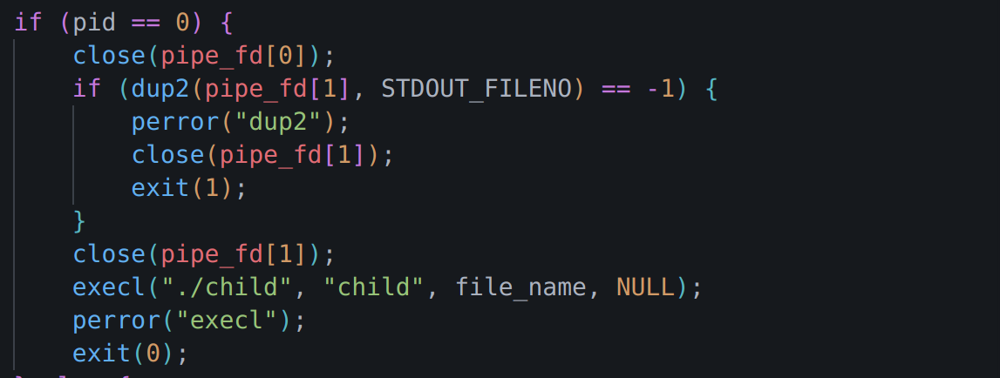 if (pid == 0) {
    close(pipe_fd[0]);
    if (dup2(pipe_fd[1], STDOUT_FILENO) == -1) {
        perror("dup2");
        close(pipe_fd[1]);
        exit(1);
    }
    close(pipe_fd[1]);
    execl("./child", "child", file_name, NULL);
    perror("execl");
    exit(0);